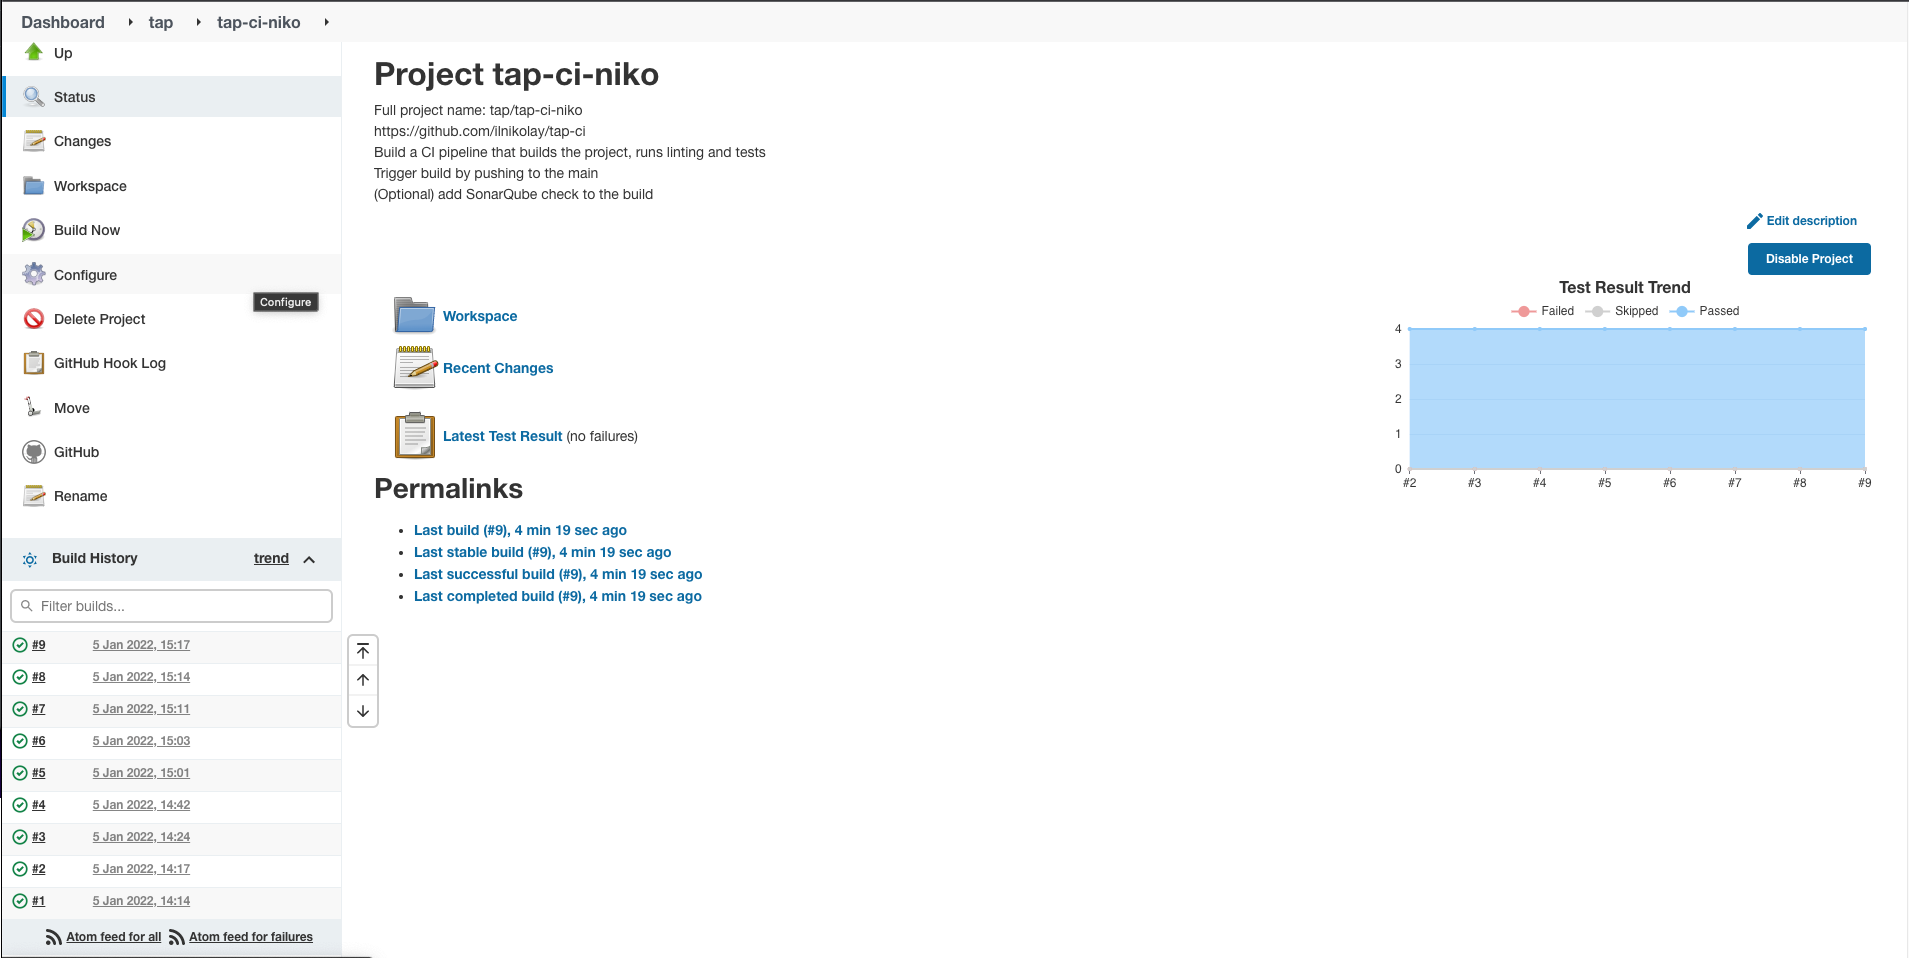 Dashboard tap tap-ci-niko
Up
Status
Changes
Workspace
Build Now
Configure
Configure
Delete Project
GitHub Hook Log
Move
GitHub
Rename
Build History trend
Filter builds...
#9 5 Jan 2022, 15:17
#8 5 Jan 2022, 15:14
#7 5 Jan 2022, 15:11
#6 5 Jan 2022, 15:03
#5 5 Jan 2022, 15:01
#4 5 Jan 2022, 14:42
#3 5 Jan 2022, 14:24
#2 5 Jan 2022, 14:17
#1 5 Jan 2022, 14:14
Atom feed for all Atom feed for failures
Project tap-ci-niko
Full project name: tap/tap-ci-niko
https://github.com/ilnikolay/tap-ci
Build a CI pipeline that builds the project, runs linting and tests
Trigger build by pushing to the main
(Optional) add SonarQube check to the build
Edit description
Disable Project
Workspace
Recent Changes
Latest Test Result (no failures)
Permalinks
Last build (#9), 4 min 19 sec ago
Last stable build (#9), 4 min 19 sec ago
Last successful build (#9), 4 min 19 sec ago
Last completed build (#9), 4 min 19 sec ago
Test Result Trend
Failed Skipped Passed
4
3
2
1
0
#2 #3 #4 #5 #6 #7 #8 #9